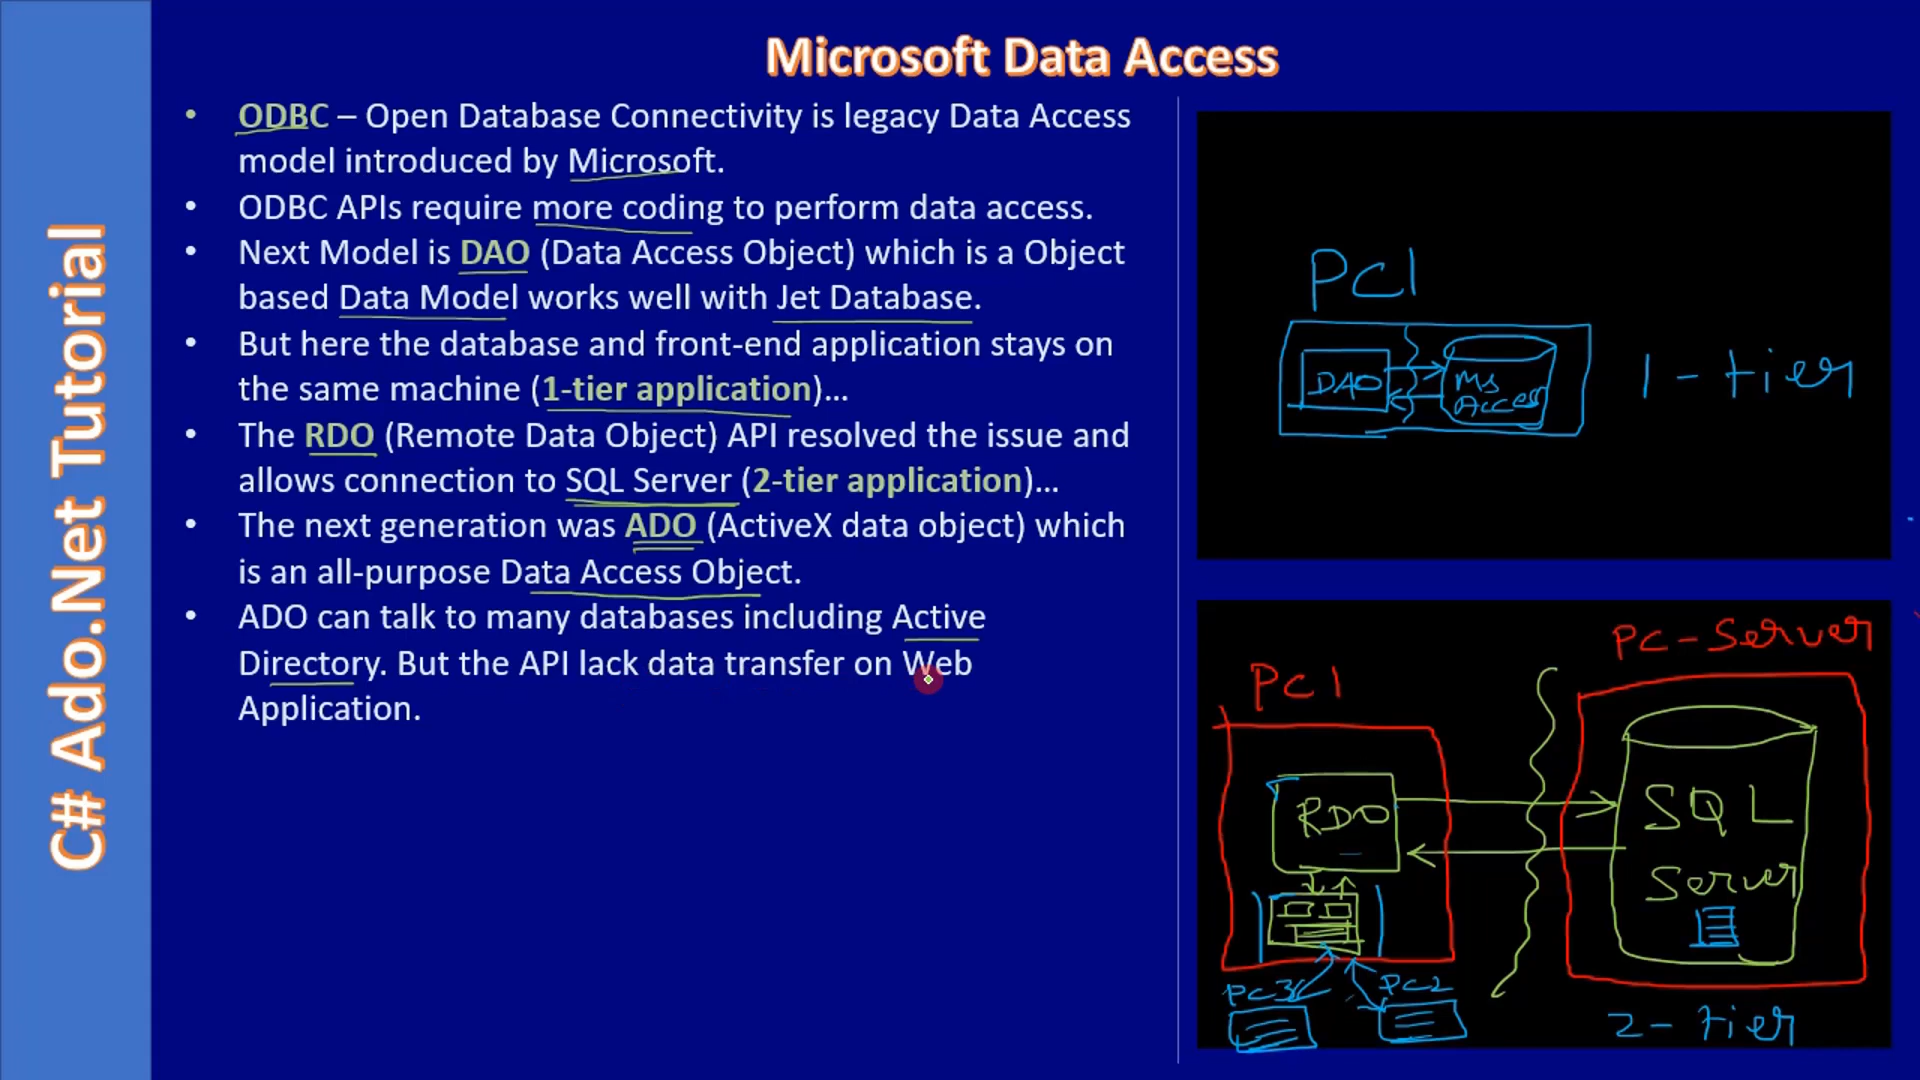 C# Ado.Net Tutorial
Microsoft Data Access
• ODBC – Open Database Connectivity is legacy Data Access
model introduced by Microsoft.
• ODBC APIs require more coding to perform data access.
• Next Model is DAO (Data Access Object) which is a Object
based Data Model works well with Jet Database.
• But here the database and front-end application stays on
the same machine (1-tier application)...
• The RDO (Remote Data Object) API resolved the issue and
allows connection to SQL Server (2-tier application)...
• The next generation was ADO (ActiveX data object) which
is an all-purpose Data Access Object.
• ADO can talk to many databases including Active
Directory. But the API lack data transfer on Web
Application.
PC1
DAO
Ms
Acces
1-tier
PC-Server
PC1
RDO
SQL
Server
PC3
PC2
2-tier